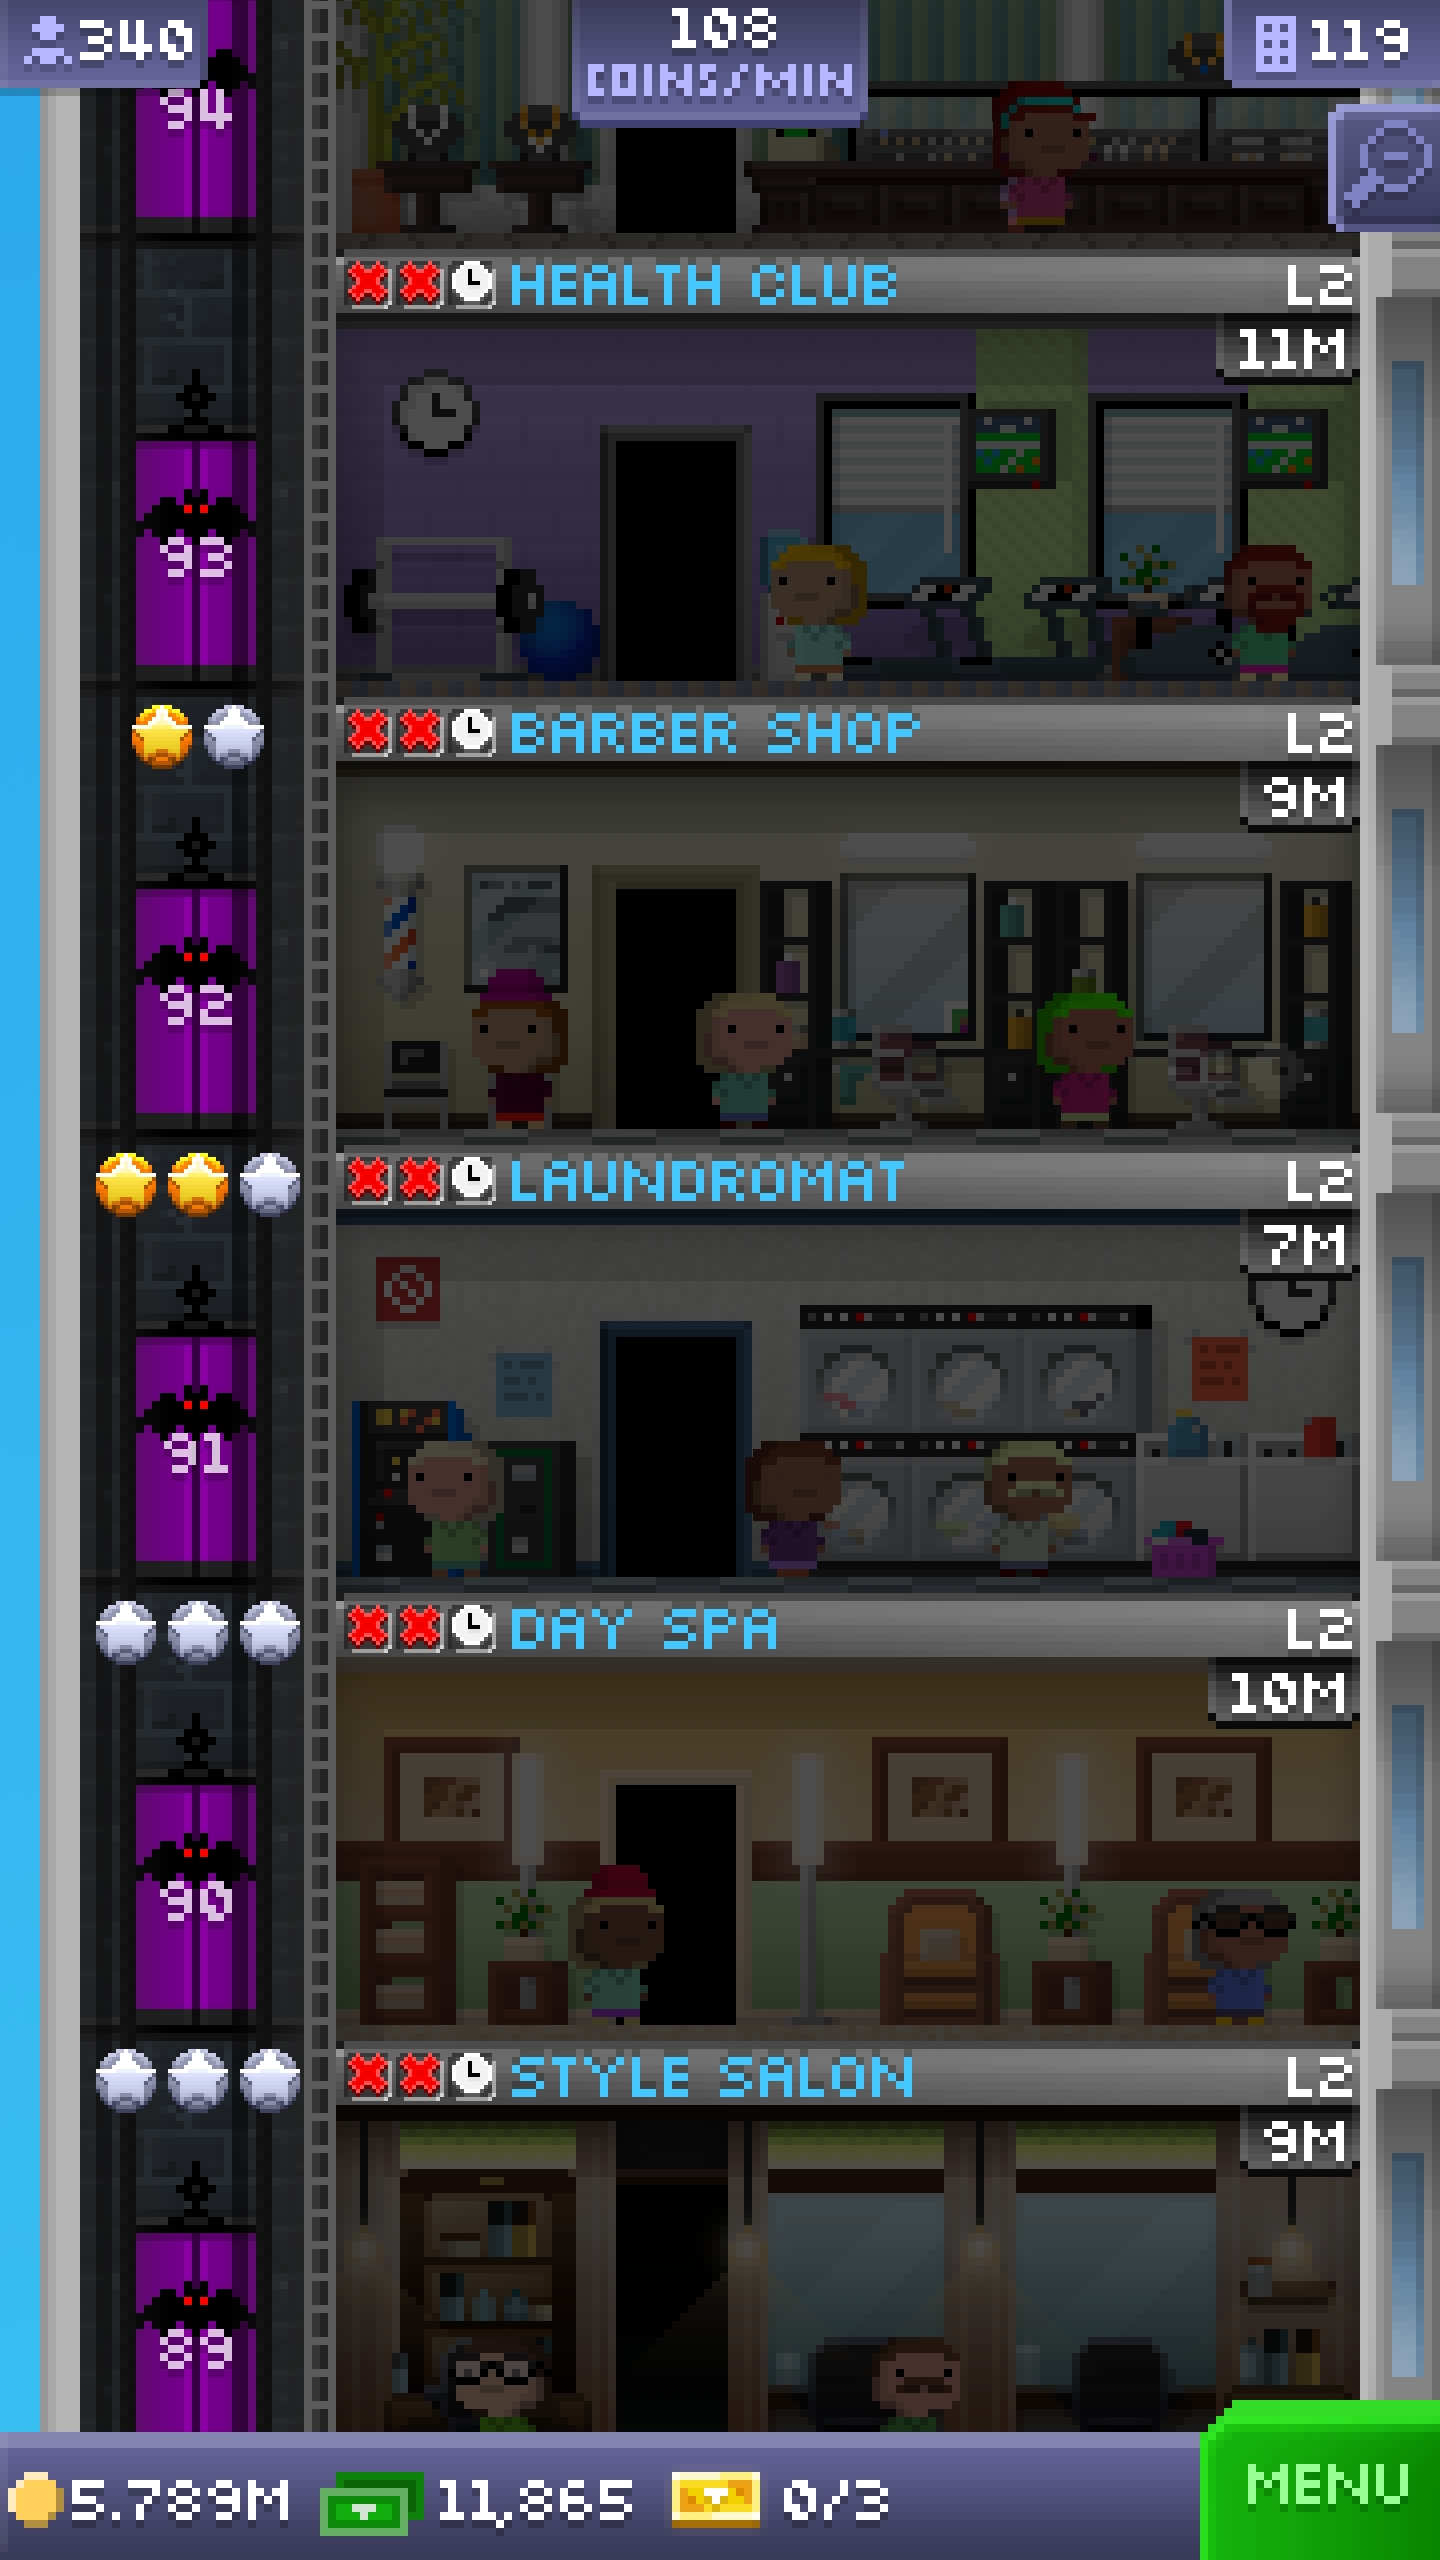 340
108
COINS/MIN
119
94
HEALTH CLUB L2
11M
93
BARBER SHOP L2
9M
92
LAUNDROMAT L2
7M
91
DAY SPA L2
10M
90
STYLE SALON L2
9M
89
5.789M 11,865 0/3 MENU